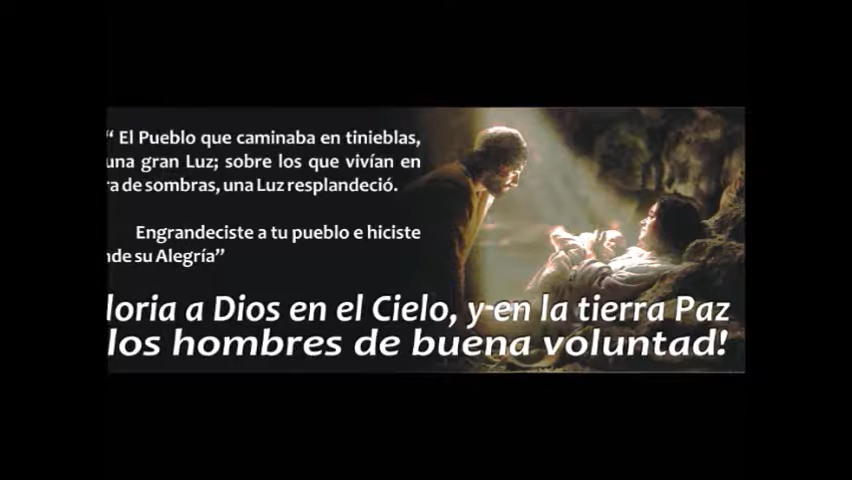 “ El Pueblo que caminaba en tinieblas,
una gran Luz; sobre los que vivían en
ra de sombras, una Luz resplandeció.
Engrandeciste a tu pueblo e hiciste
nde su Alegría”
loria a Dios en el Cielo, y en la tierra Paz
los hombres de buena voluntad!